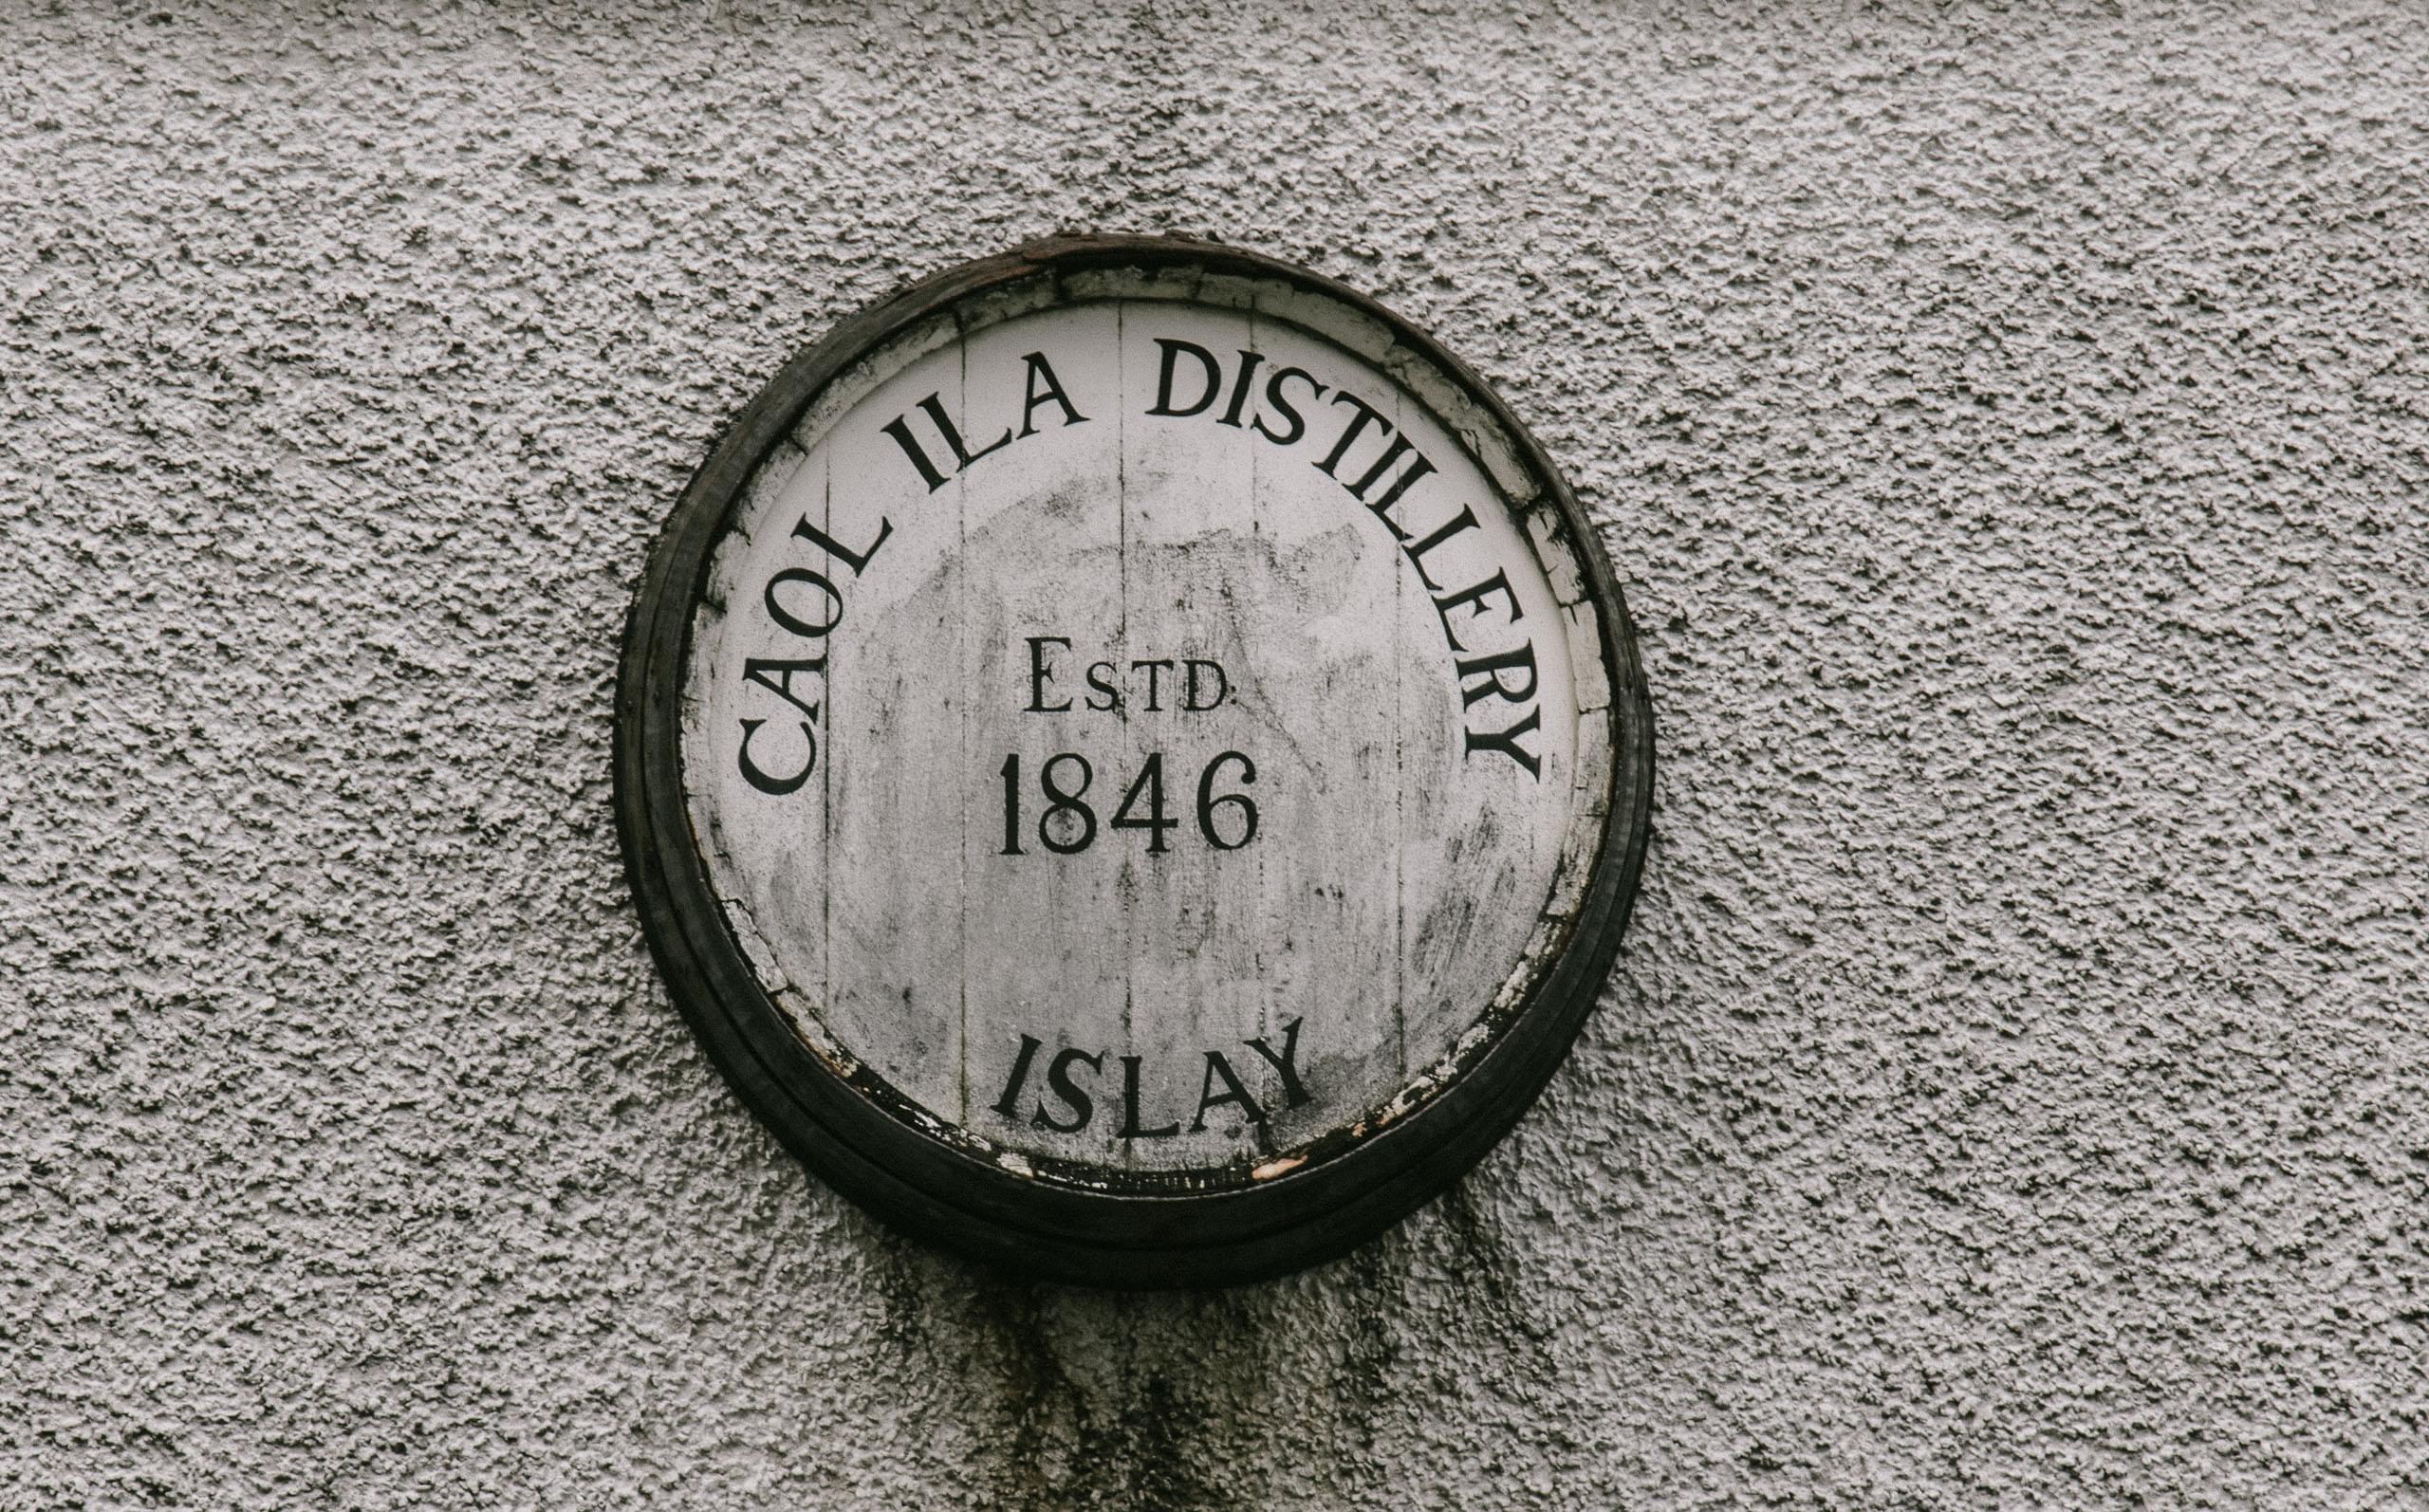 CAOL ILA DISTILLERY
ESTD.
1846
ISLAY